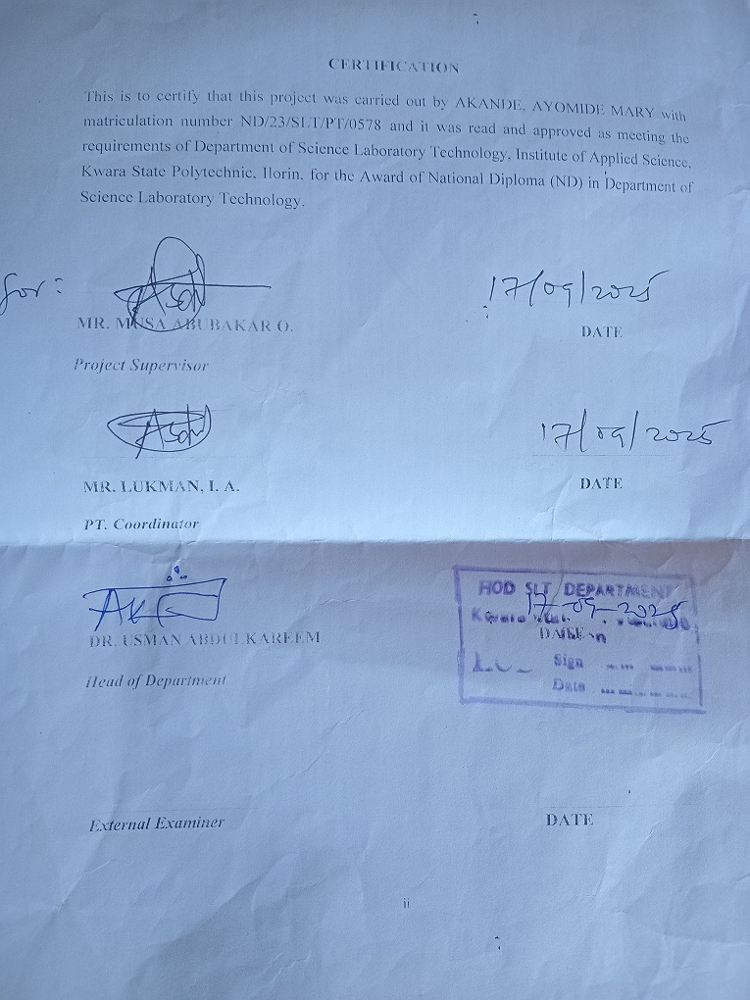 CERTIFICATION
This is to certify that this project was carried out by AKANDE, AYOMIDE MARY with
matriculation number ND/23/SLT/PT/0578 and it was read and approved as meeting the
requirements of Department of Science Laboratory Technology, Institute of Applied Science,
Kwara State Polytechnic, Ilorin, for the Award of National Diploma (ND) in Department of
Science Laboratory Technology.
for:
17/09/2025
MR. MUSA ABUBAKAR O.
DATE
Project Supervisor
17/09/2025
MR. LUKMAN, I. A.
DATE
PT. Coordinator
HOD SLT DEPARTMENT
17-09-2025
Kwara
DR. USMAN ABDULKAREEM
DATE
Sign
Head of Department
Date
External Examiner
DATE
ii